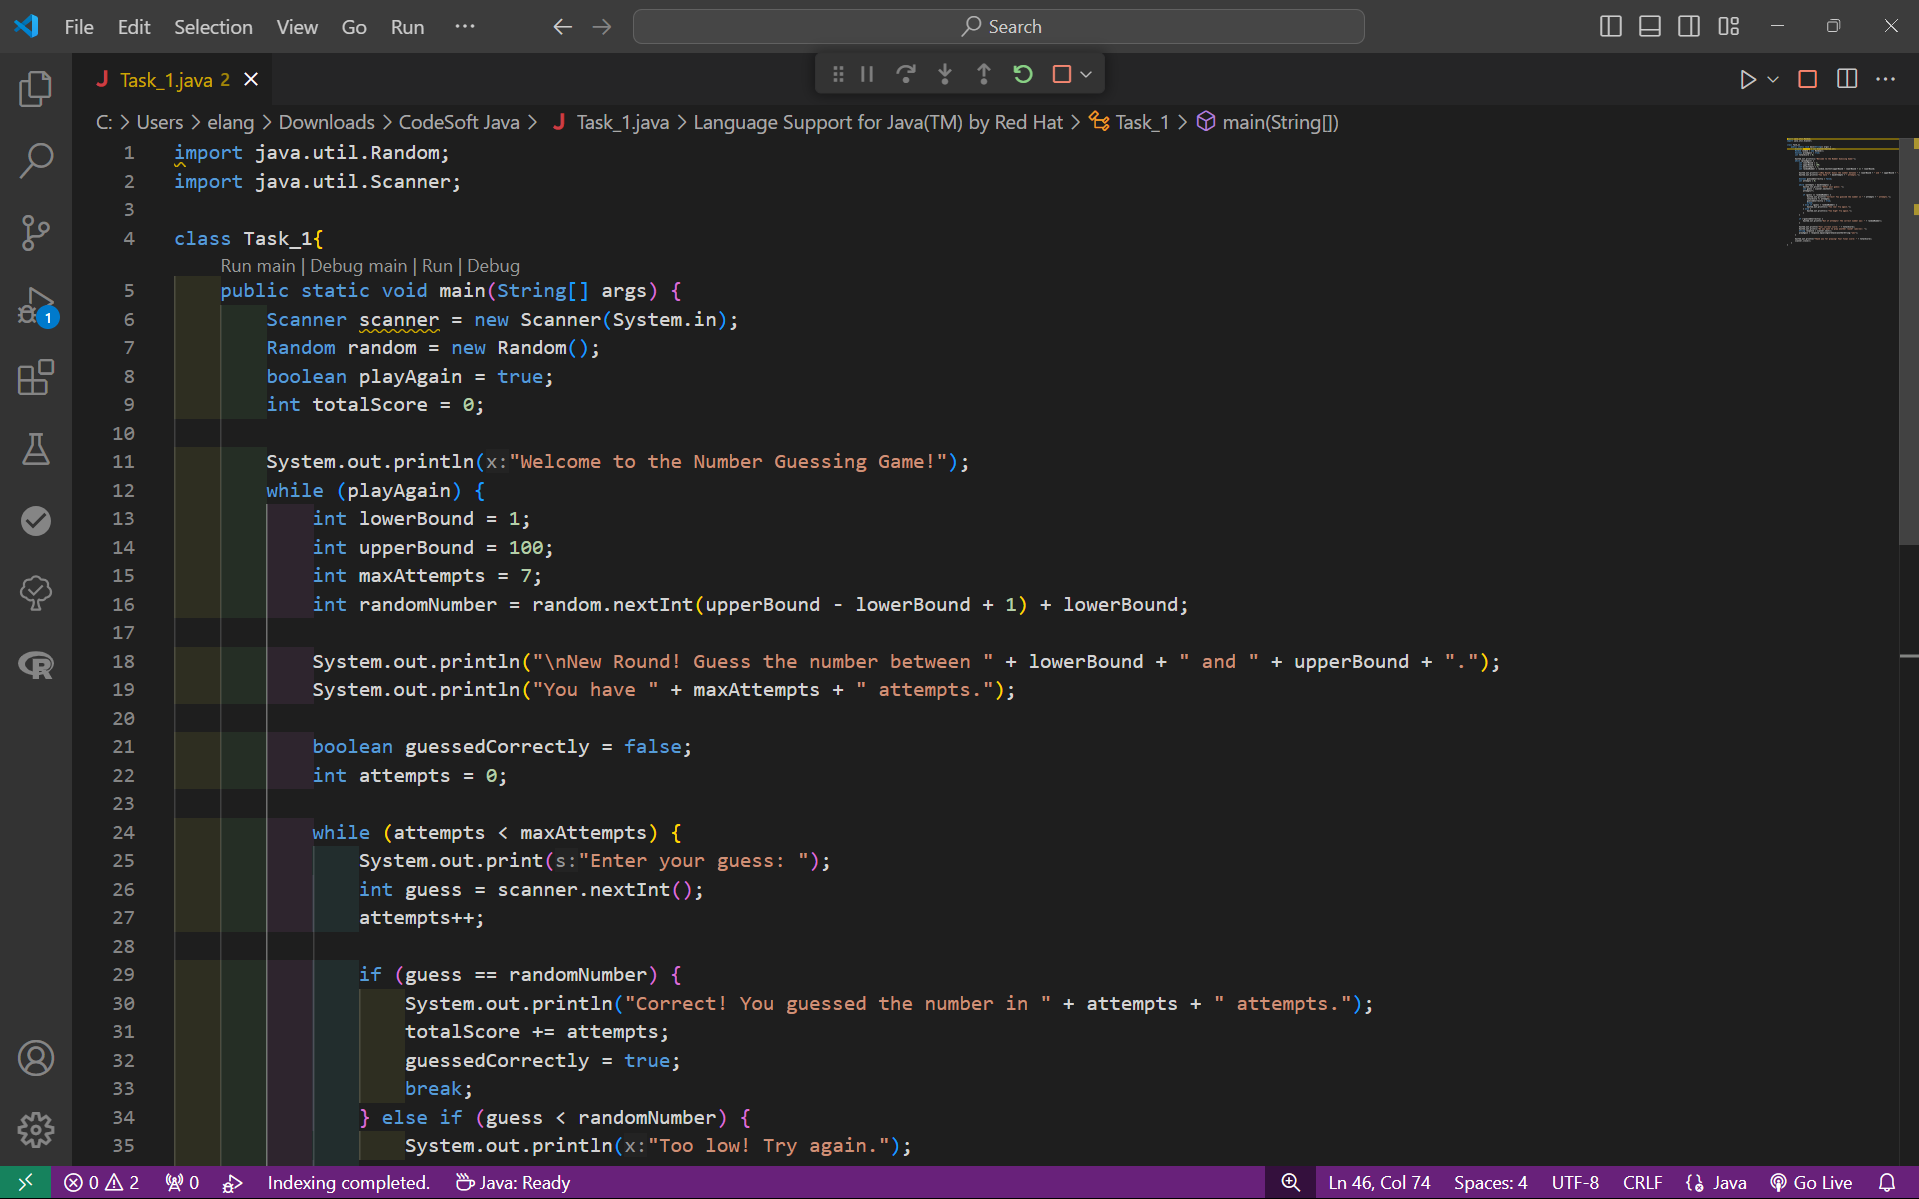 File Edit Selection View Go Run ··· Search
Task_1.java 2
C: > Users > elang > Downloads > CodeSoft Java > J Task_1.java > Language Support for Java(TM) by Red Hat > Task_1 > main(String[])
1 import java.util.Random;
2 import java.util.Scanner;
3
4 class Task_1{
Run main | Debug main | Run | Debug
5 public static void main(String[] args) {
6 Scanner scanner = new Scanner(System.in);
7 Random random = new Random();
8 boolean playAgain = true;
9 int totalScore = 0;
10
11 System.out.println(x:"Welcome to the Number Guessing Game!");
12 while (playAgain) {
13 int lowerBound = 1;
14 int upperBound = 100;
15 int maxAttempts = 7;
16 int randomNumber = random.nextInt(upperBound - lowerBound + 1) + lowerBound;
17
18 System.out.println("\nNew Round! Guess the number between " + lowerBound + " and " + upperBound + ".");
19 System.out.println("You have " + maxAttempts + " attempts.");
20
21 boolean guessedCorrectly = false;
22 int attempts = 0;
23
24 while (attempts < maxAttempts) {
25 System.out.print(s:"Enter your guess: ");
26 int guess = scanner.nextInt();
27 attempts++;
28
29 if (guess == randomNumber) {
30 System.out.println("Correct! You guessed the number in " + attempts + " attempts.");
31 totalScore += attempts;
32 guessedCorrectly = true;
33 break;
34 } else if (guess < randomNumber) {
35 System.out.println(x:"Too low! Try again.");
1
R
0 2 0 Indexing completed. Java: Ready Ln 46, Col 74 Spaces: 4 UTF-8 CRLF Java Go Live